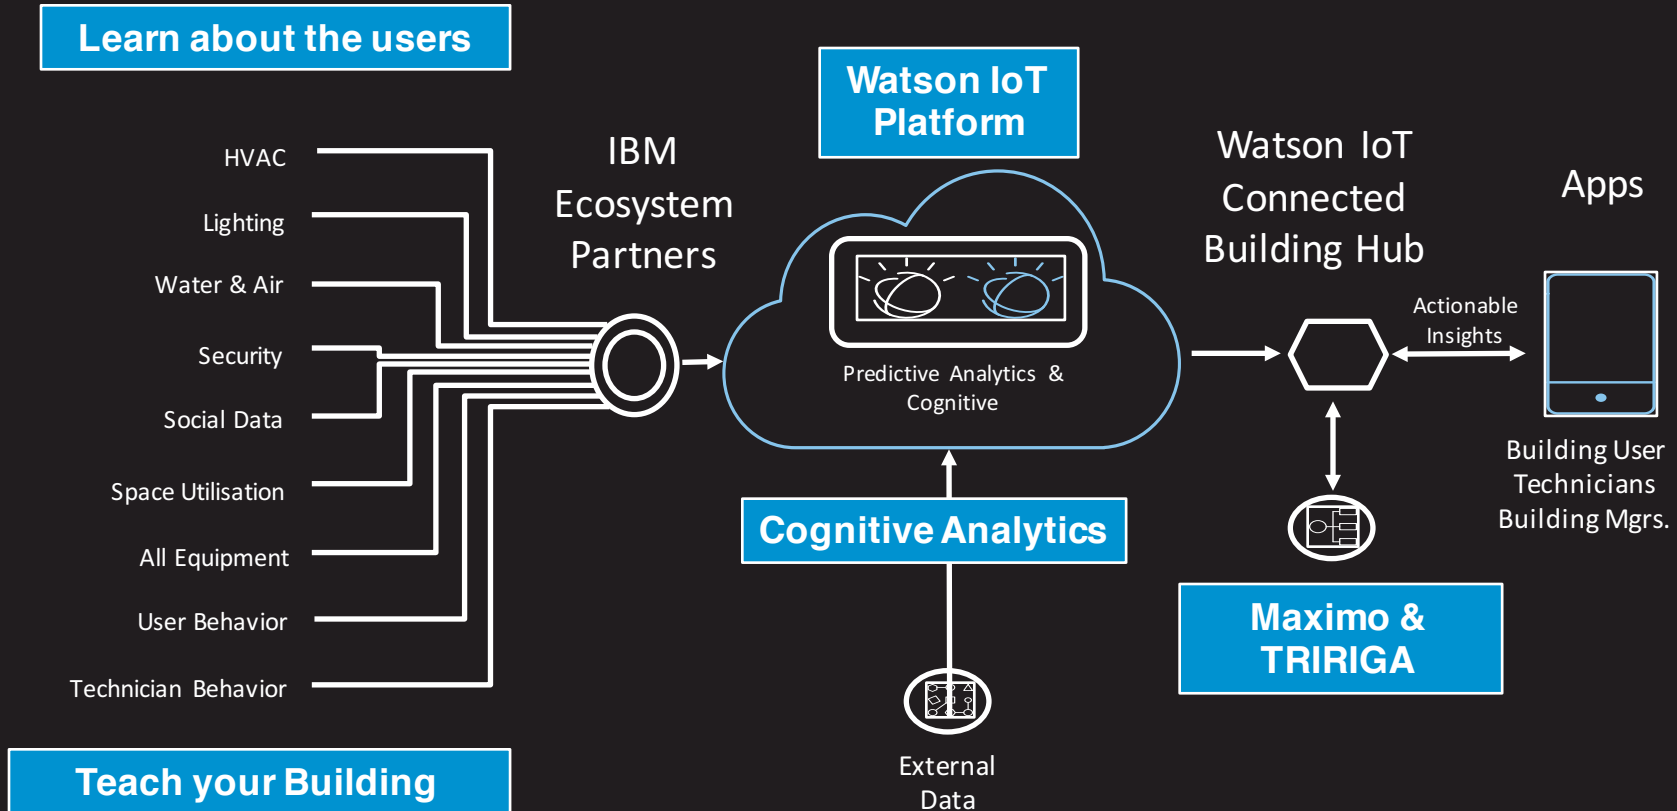 Learn about the users
HVAC
Lighting
Water & Air
Security
Social Data
Space Utilisation
All Equipment
User Behavior
Technician Behavior
Teach your Building
IBM
Ecosystem
Partners
Watson IoT
Platform
Predictive Analytics &
Cognitive
Cognitive Analytics
External
Data
Watson IoT
Connected
Building Hub
Actionable
Insights
Maximo &
TRIRIGA
Apps
Building User
Technicians
Building Mgrs.